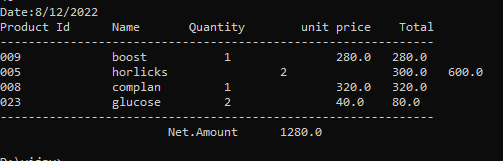 Date:8/12/2022
Product Id Name Quantity unit price Total
----------------------------------------------------------------
009 boost 1 280.0 280.0
005 horlicks 2 300.0 600.0
008 complan 1 320.0 320.0
023 glucose 2 40.0 80.0
----------------------------------------------------------------
Net.Amount 1280.0